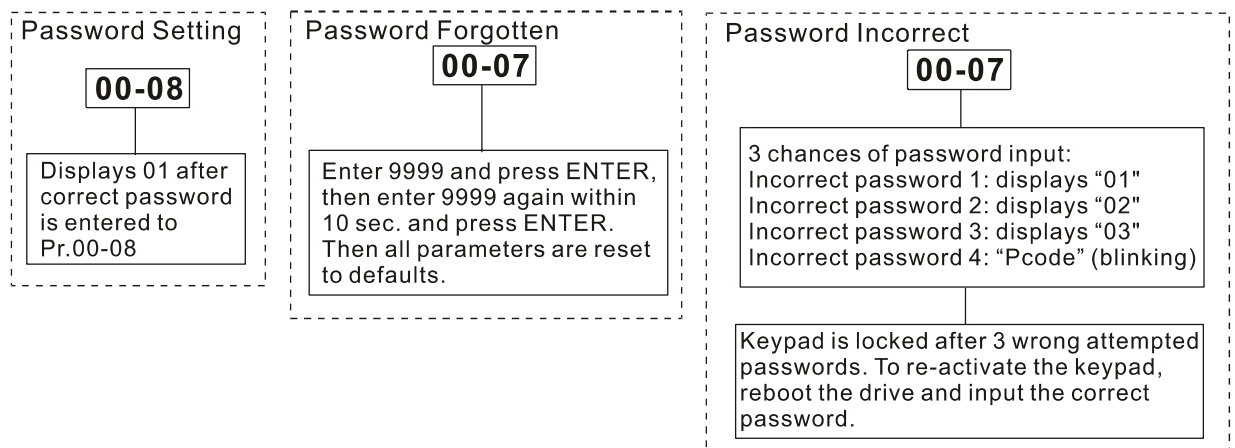 Password Setting
00-08
Displays 01 after
correct password
is entered to
Pr.00-08
Password Forgotten
00-07
Enter 9999 and press ENTER,
then enter 9999 again within
10 sec. and press ENTER.
Then all parameters are reset
to defaults.
Password Incorrect
00-07
3 chances of password input:
Incorrect password 1: displays “01"
Incorrect password 2: displays “02"
Incorrect password 3: displays “03"
Incorrect password 4: “Pcode” (blinking)
Keypad is locked after 3 wrong attempted
passwords. To re-activate the keypad,
reboot the drive and input the correct
password.